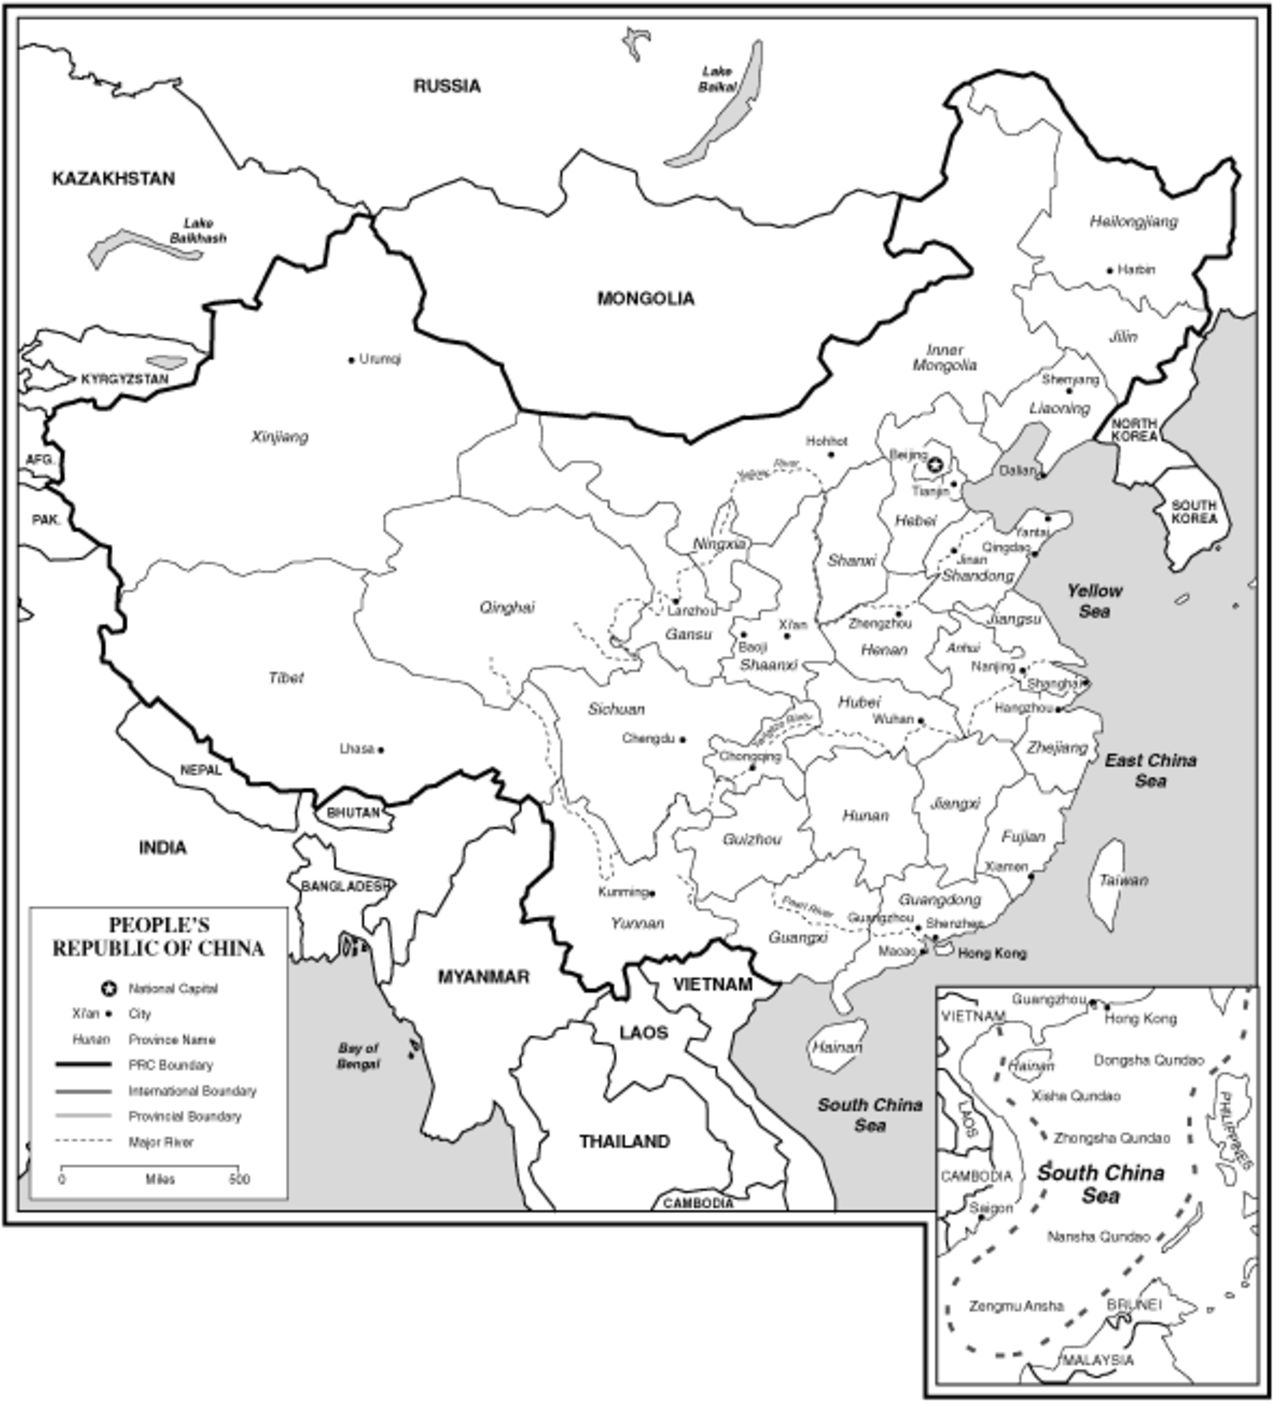 RUSSIA
Lake
Baikal
KAZAKHSTAN
Lake
Balkhash
Heilongjiang
Harbin
MONGOLIA
Jilin
Inner
Mongolia
Urumqi
KYRGYZSTAN
Shenyang
Liaoning
NORTH
KOREA
Xinjiang
Hohhot
AFG.
Beijing
Yellow River
Dalian
Tianjin
PAK.
SOUTH
KOREA
Hebei
Yantai
Ningxia
Shanxi
Qingdao
Jinan
Shandong
Yellow
Sea
Qinghai
Lanzhou
Gansu
Xi'an
Zhengzhou
Jiangsu
Baoji
Shaanxi
Henan
Anhui
Nanjing
Tibet
Shanghai
Sichuan
Hubei
Hangzhou
Wuhan
Chengdu
Lhasa
Zhejiang
Chongqing
East China
Sea
NEPAL
BHUTAN
Hunan
Jiangxi
Guizhou
Fujian
INDIA
Xiamen
BANGLADESH
Taiwan
Kunming
Guangdong
Pearl River
Yunnan
Guangzhou
Shenzhen
Guangxi
Macao
Hong Kong
MYANMAR
VIETNAM
LAOS
Bay of
Bengal
Hainan
South China
Sea
THAILAND
CAMBODIA
PEOPLE'S
REPUBLIC OF CHINA
National Capital
Xi'an City
Hunan Province Name
PRC Boundary
International Boundary
Provincial Boundary
Major River
0 Miles 500
Guangzhou
VIETNAM
Hong Kong
Hainan
Dongsha Qundao
Xisha Qundao
LAOS
PHILIPPINES
Zhongsha Qundao
CAMBODIA
South China
Sea
Saigon
Nansha Qundao
Zengmu Ansha
BRUNEI
MALAYSIA